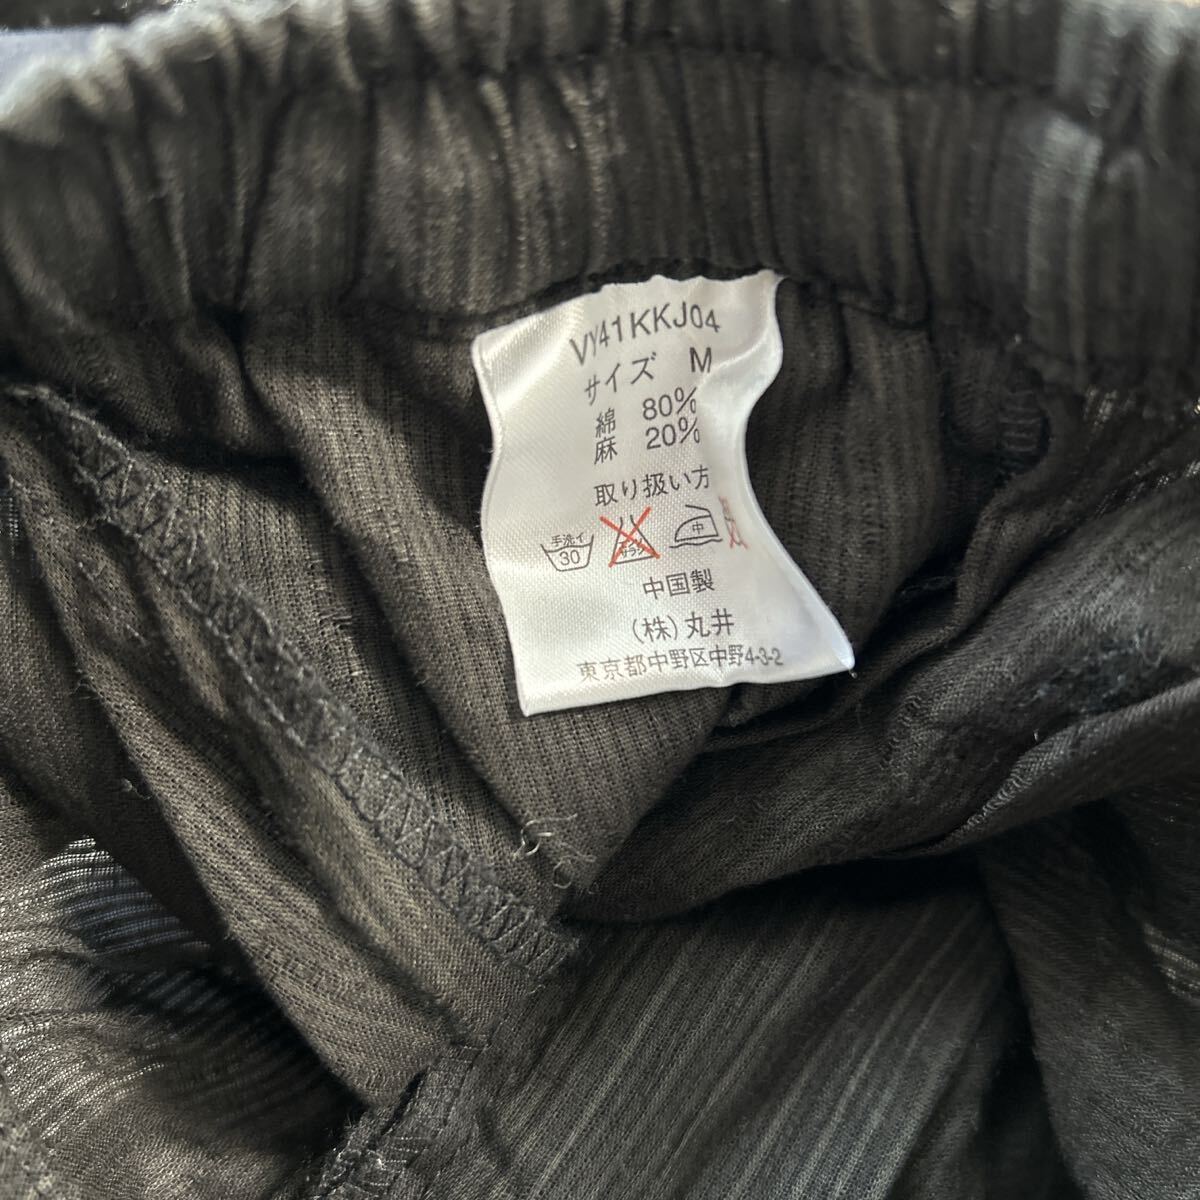 VY41KKJ04
サイズ M
綿 80%
麻 20%
取り扱い方
手洗イ 30 中
中国製
(株)丸井
東京都中野区中野4-3-2